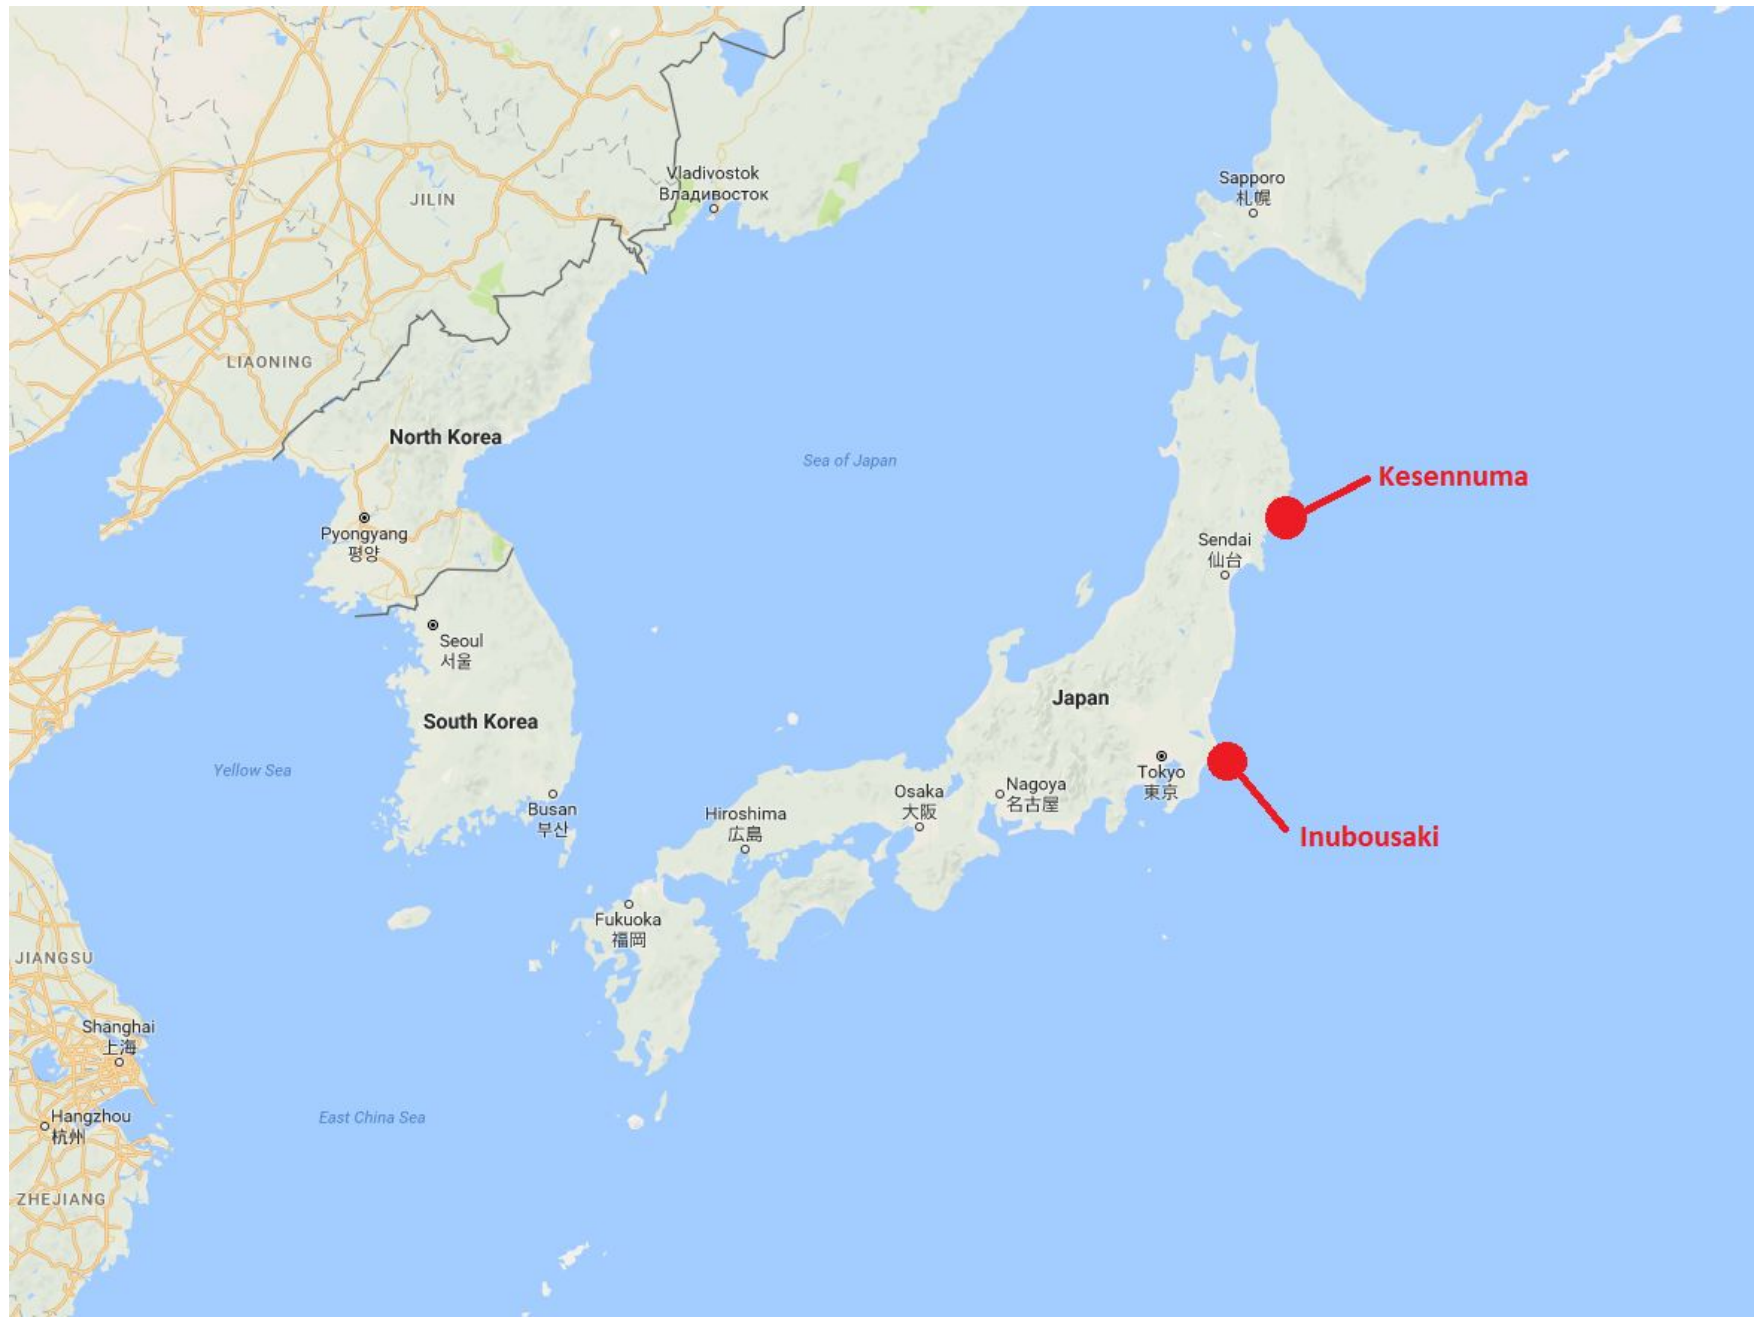 Vladivostok
Владивосток
JILIN
Sapporo
札幌
LIAONING
North Korea
Sea of Japan
Kesennuma
Pyongyang
평양
Sendai
仙台
Seoul
서울
Japan
South Korea
Yellow Sea
Tokyo
東京
Nagoya
名古屋
Osaka
大阪
Busan
부산
Hiroshima
広島
Inubousaki
Fukuoka
福岡
JIANGSU
Shanghai
上海
Hangzhou
杭州
East China Sea
ZHEJIANG